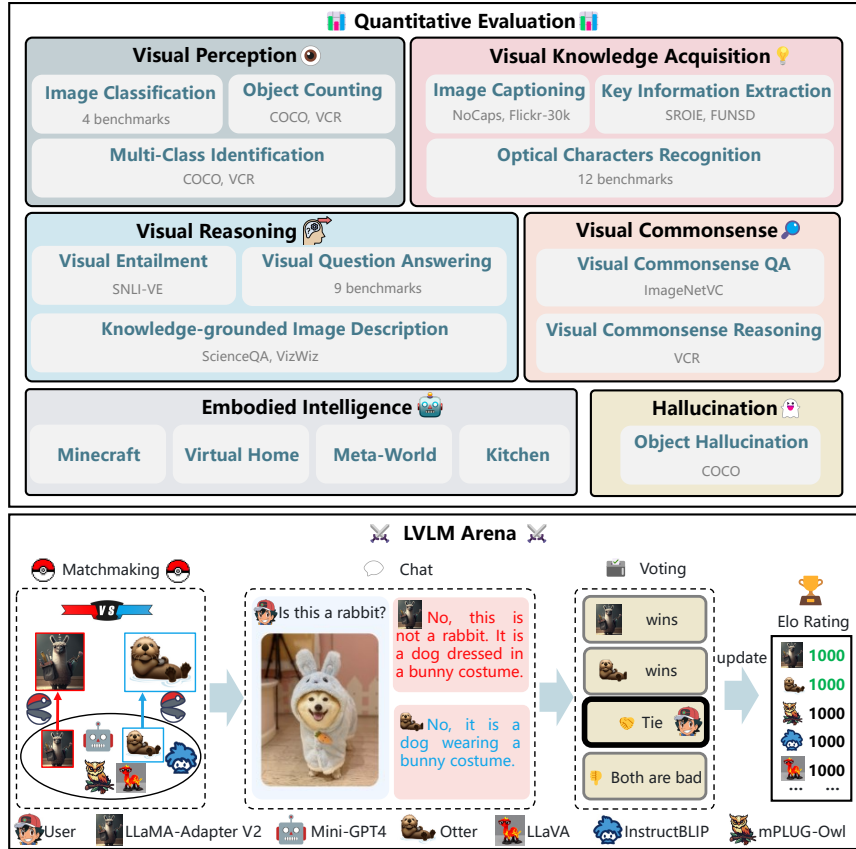 Quantitative Evaluation
Visual Perception
Image Classification
4 benchmarks
Object Counting
COCO, VCR
Multi-Class Identification
COCO, VCR
Visual Knowledge Acquisition
Image Captioning
NoCaps, Flickr-30k
Key Information Extraction
SROIE, FUNSD
Optical Characters Recognition
12 benchmarks
Visual Reasoning
Visual Entailment
SNLI-VE
Visual Question Answering
9 benchmarks
Knowledge-grounded Image Description
ScienceQA, VizWiz
Visual Commonsense
Visual Commonsense QA
ImageNetVC
Visual Commonsense Reasoning
VCR
Embodied Intelligence
Minecraft
Virtual Home
Meta-World
Kitchen
Hallucination
Object Hallucination
COCO
LVLM Arena
Matchmaking
VS
Chat
Is this a rabbit?
No, this is
not a rabbit. It is
a dog dressed in
a bunny costume.
No, it is a
dog wearing a
bunny costume.
Voting
wins
wins
Tie
Both are bad
update
Elo Rating
1000
1000
1000
1000
1000
... ...
User
LLaMA-Adapter V2
Mini-GPT4
Otter
LLaVA
InstructBLIP
mPLUG-Owl